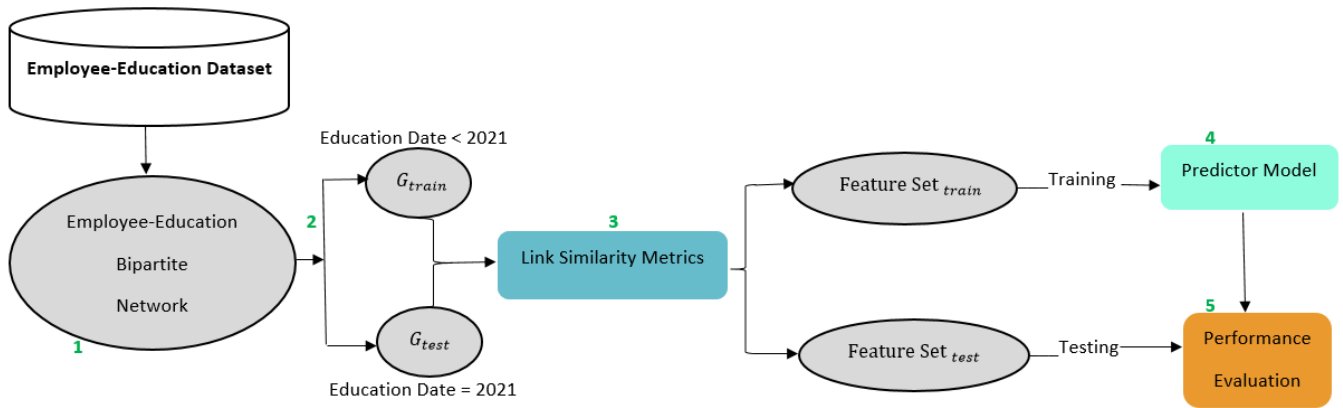 Employee-Education Dataset
Employee-Education
Bipartite
Network
1
2
Education Date < 2021
G_train
G_test
Education Date = 2021
3
Link Similarity Metrics
Feature Set train
Training
4
Predictor Model
Feature Set test
Testing
5
Performance
Evaluation